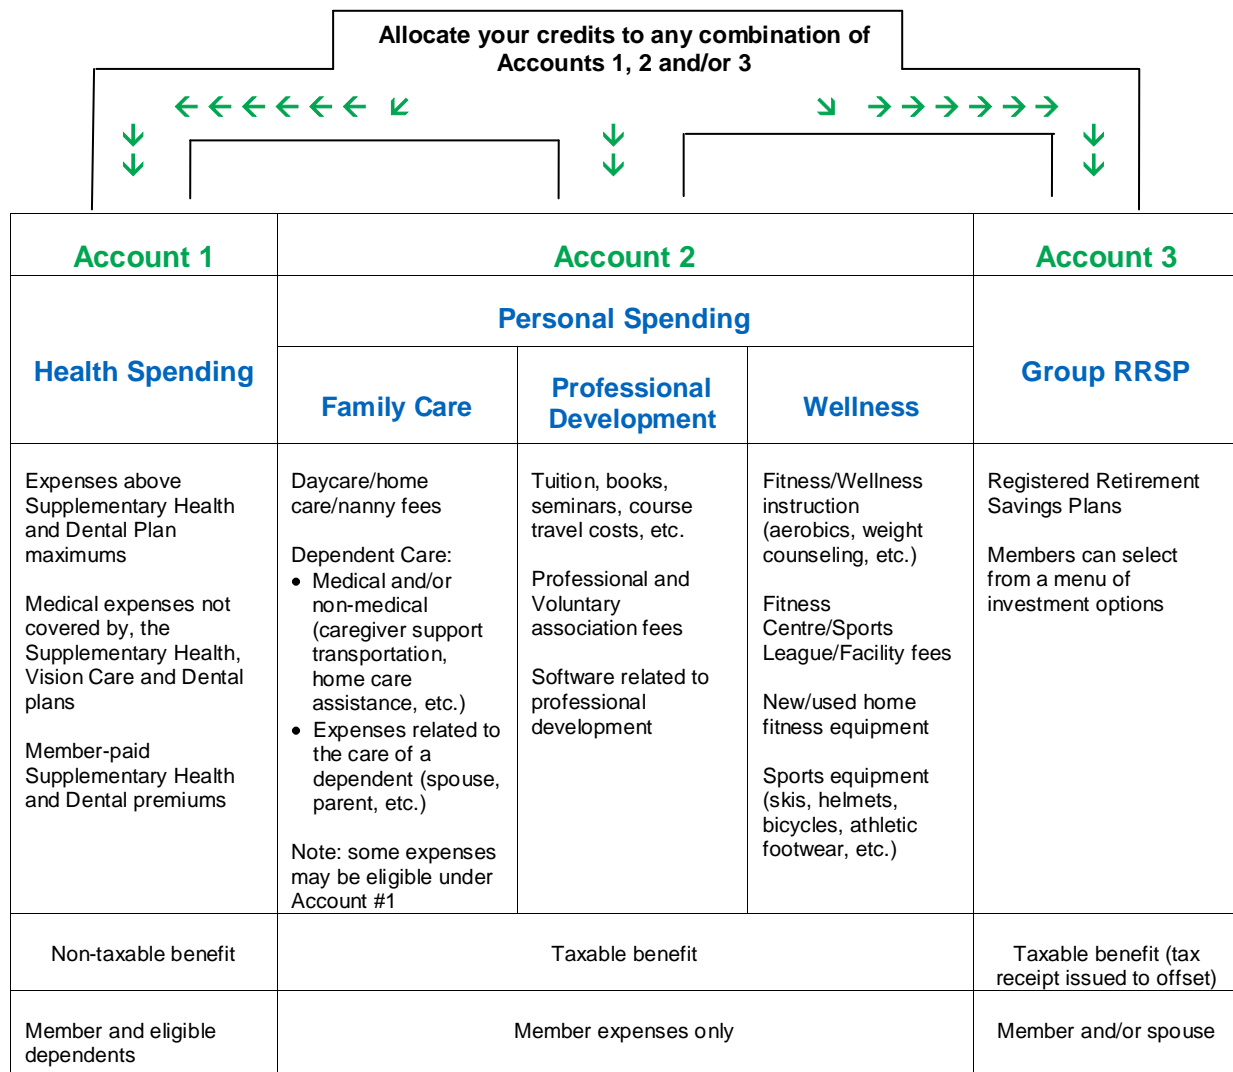 Allocate your credits to any combination of
Accounts 1, 2 and/or 3
Account 1
Account 2
Account 3
Health Spending
Personal Spending
Group RRSP
Family Care
Professional
Development
Wellness
Expenses above
Supplementary Health
and Dental Plan
maximums
Medical expenses not
covered by, the
Supplementary Health,
Vision Care and Dental
plans
Member-paid
Supplementary Health
and Dental premiums
Daycare/home
care/nanny fees
Dependent Care:
• Medical and/or
non-medical
(caregiver support
transportation,
home care
assistance, etc.)
• Expenses related to
the care of a
dependent (spouse,
parent, etc.)
Note: some expenses
may be eligible under
Account #1
Tuition, books,
seminars, course
travel costs, etc.
Professional and
Voluntary
association fees
Software related to
professional
development
Fitness/Wellness
instruction
(aerobics, weight
counseling, etc.)
Fitness
Centre/Sports
League/Facility fees
New/used home
fitness equipment
Sports equipment
(skis, helmets,
bicycles, athletic
footwear, etc.)
Registered Retirement
Savings Plans
Members can select
from a menu of
investment options
Non-taxable benefit
Taxable benefit
Taxable benefit (tax
receipt issued to offset)
Member and eligible
dependents
Member expenses only
Member and/or spouse